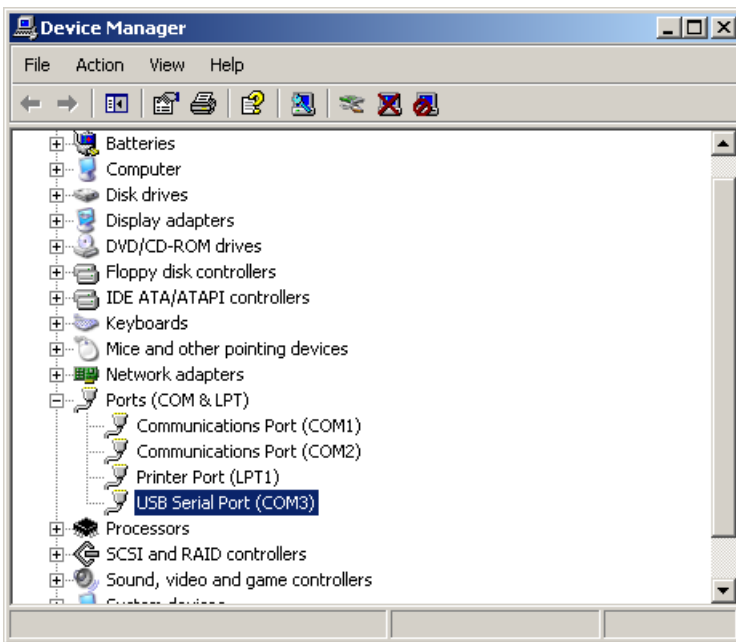 Device Manager
File Action View Help
Batteries
Computer
Disk drives
Display adapters
DVD/CD-ROM drives
Floppy disk controllers
IDE ATA/ATAPI controllers
Keyboards
Mice and other pointing devices
Network adapters
Ports (COM & LPT)
Communications Port (COM1)
Communications Port (COM2)
Printer Port (LPT1)
USB Serial Port (COM3)
Processors
SCSI and RAID controllers
Sound, video and game controllers
System devices